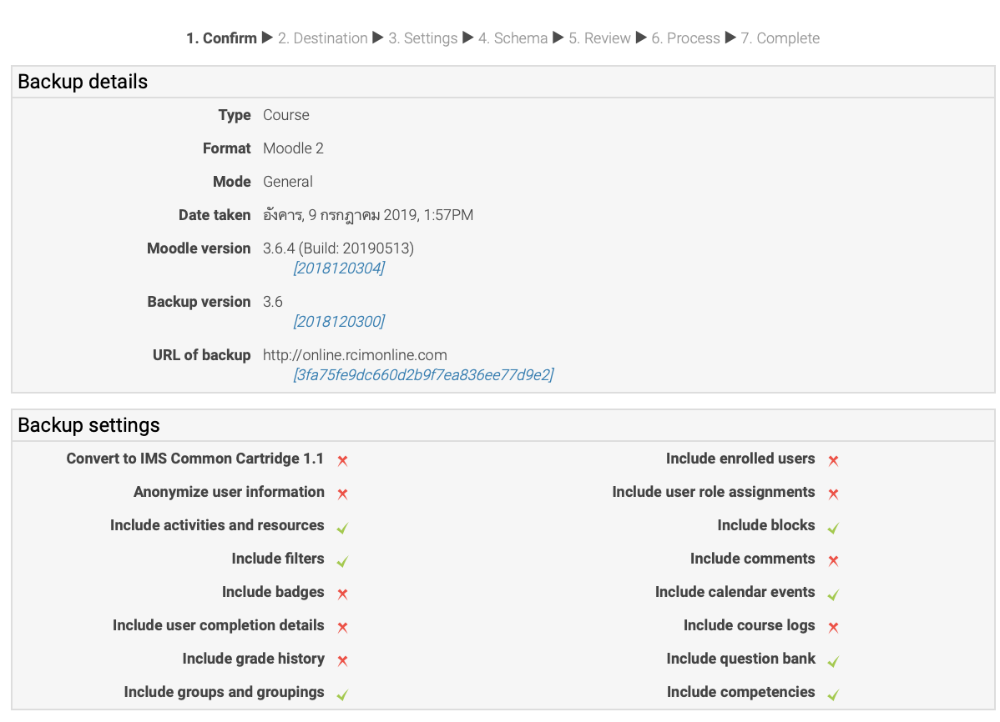 1. Confirm ▶ 2. Destination ▶ 3. Settings ▶ 4. Schema ▶ 5. Review ▶ 6. Process ▶ 7. Complete
Backup details
Type Course
Format Moodle 2
Mode General
Date taken อังคาร, 9 กรกฎาคม 2019, 1:57PM
Moodle version 3.6.4 (Build: 20190513)
[2018120304]
Backup version 3.6
[2018120300]
URL of backup http://online.rcimonline.com
[3fa75fe9dc660d2b9f7ea836ee77d9e2]
Backup settings
Convert to IMS Common Cartridge 1.1 Include enrolled users
Anonymize user information Include user role assignments
Include activities and resources Include blocks
Include filters Include comments
Include badges Include calendar events
Include user completion details Include course logs
Include grade history Include question bank
Include groups and groupings Include competencies